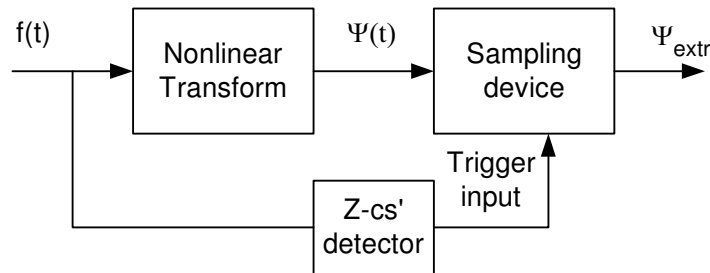 f(t)
Nonlinear
Transform
Ψ(t)
Sampling
device
Ψextr
Trigger
input
Z-cs'
detector